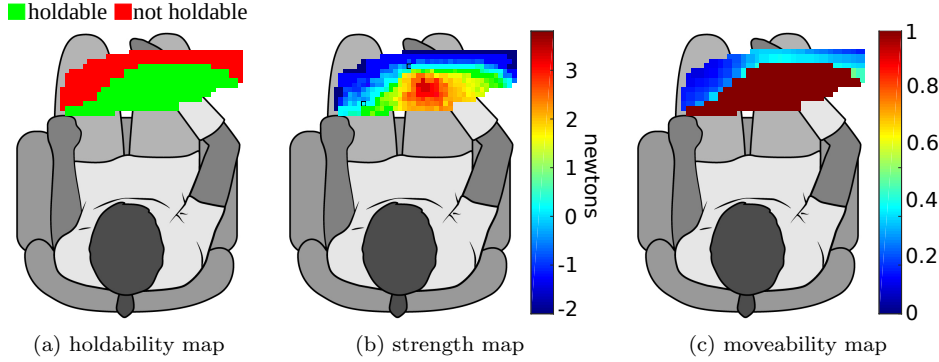 holdable not holdable
3
2
1
0
-1
-2
newtons
1
0.8
0.6
0.4
0.2
0
(a) holdability map
(b) strength map
(c) moveability map